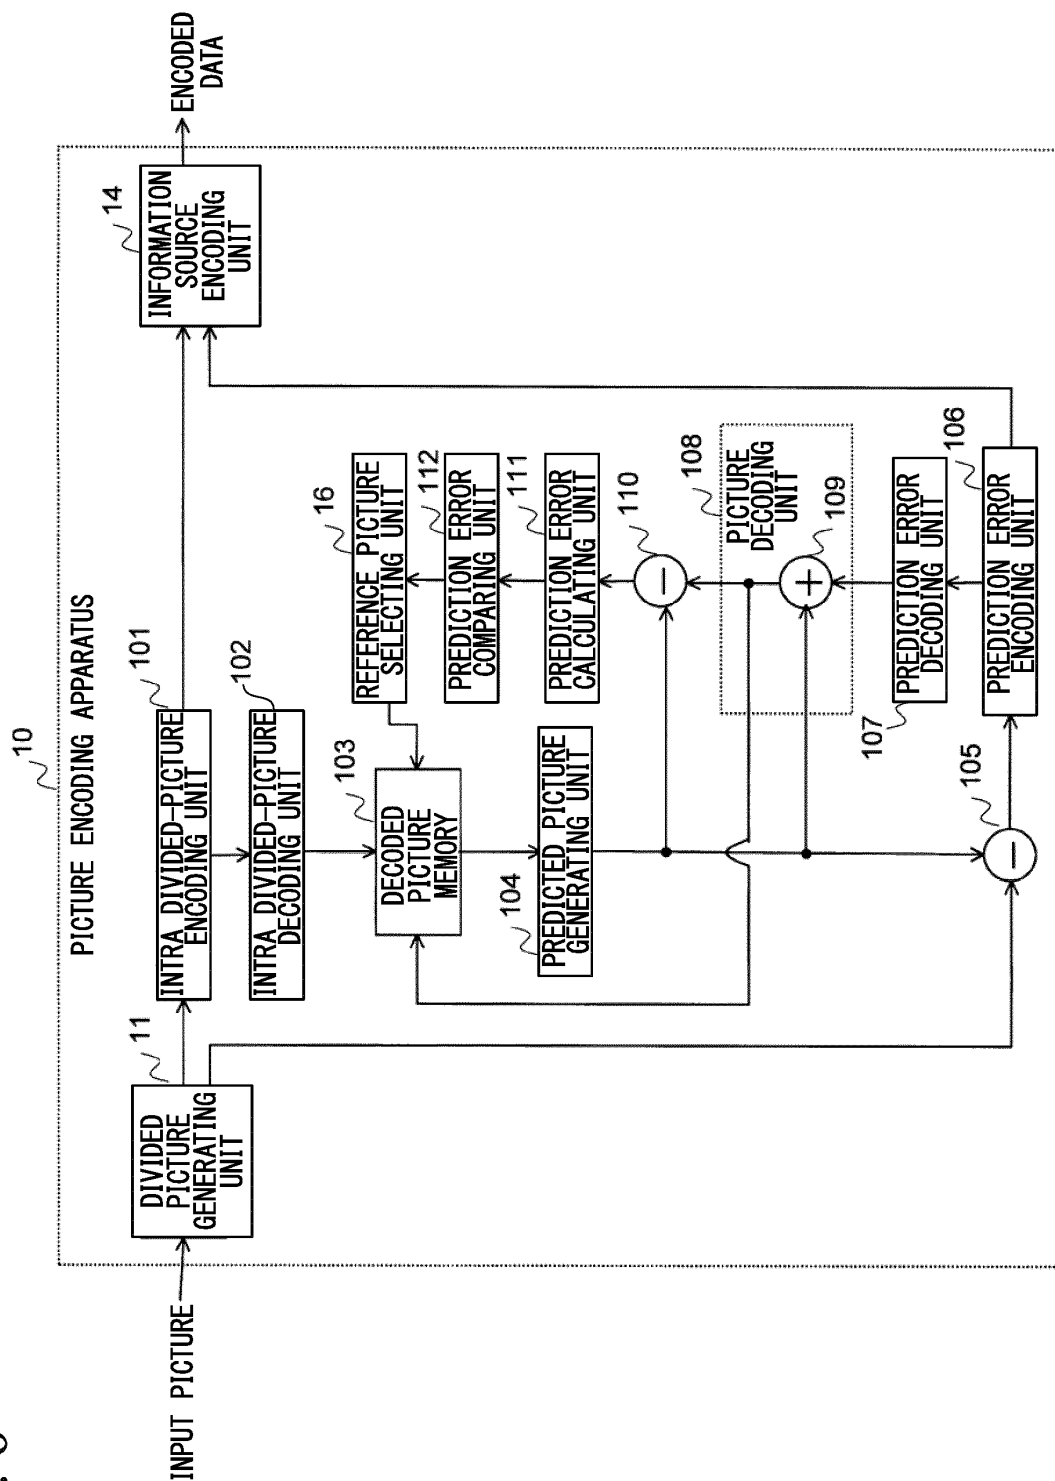 10
PICTURE ENCODING APPARATUS
INPUT PICTURE
11
DIVIDED
PICTURE
GENERATING
UNIT
101
INTRA DIVIDED-PICTURE
ENCODING UNIT
102
INTRA DIVIDED-PICTURE
DECODING UNIT
14
INFORMATION
SOURCE
ENCODING
UNIT
ENCODED
DATA
103
DECODED
PICTURE
MEMORY
16
REFERENCE PICTURE
SELECTING UNIT
112
PREDICTION ERROR
COMPARING UNIT
104
PREDICTED PICTURE
GENERATING UNIT
111
PREDICTION ERROR
CALCULATING UNIT
110
−
108
PICTURE
DECODING
UNIT
109
+
107
PREDICTION ERROR
DECODING UNIT
105
−
106
PREDICTION ERROR
ENCODING UNIT